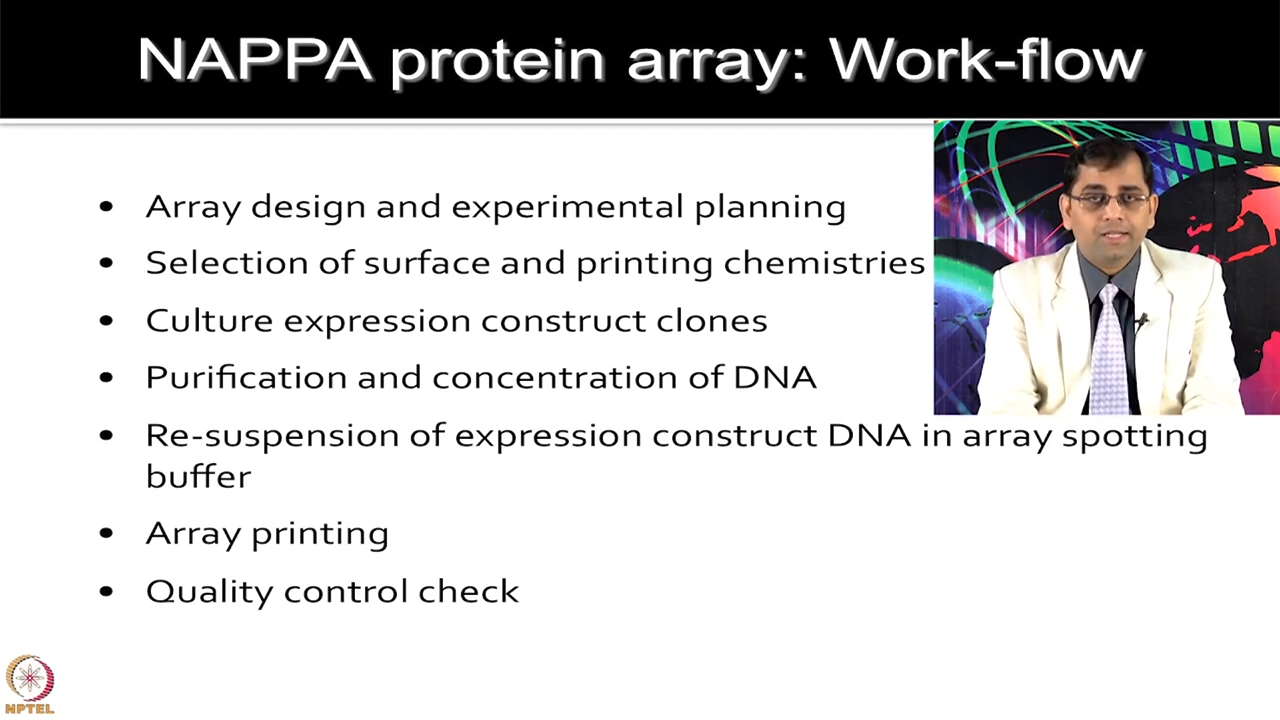 NAPPA protein array: Work-flow
• Array design and experimental planning
• Selection of surface and printing chemistries
• Culture expression construct clones
• Purification and concentration of DNA
• Re-suspension of expression construct DNA in array spotting
buffer
• Array printing
• Quality control check
NPTEL